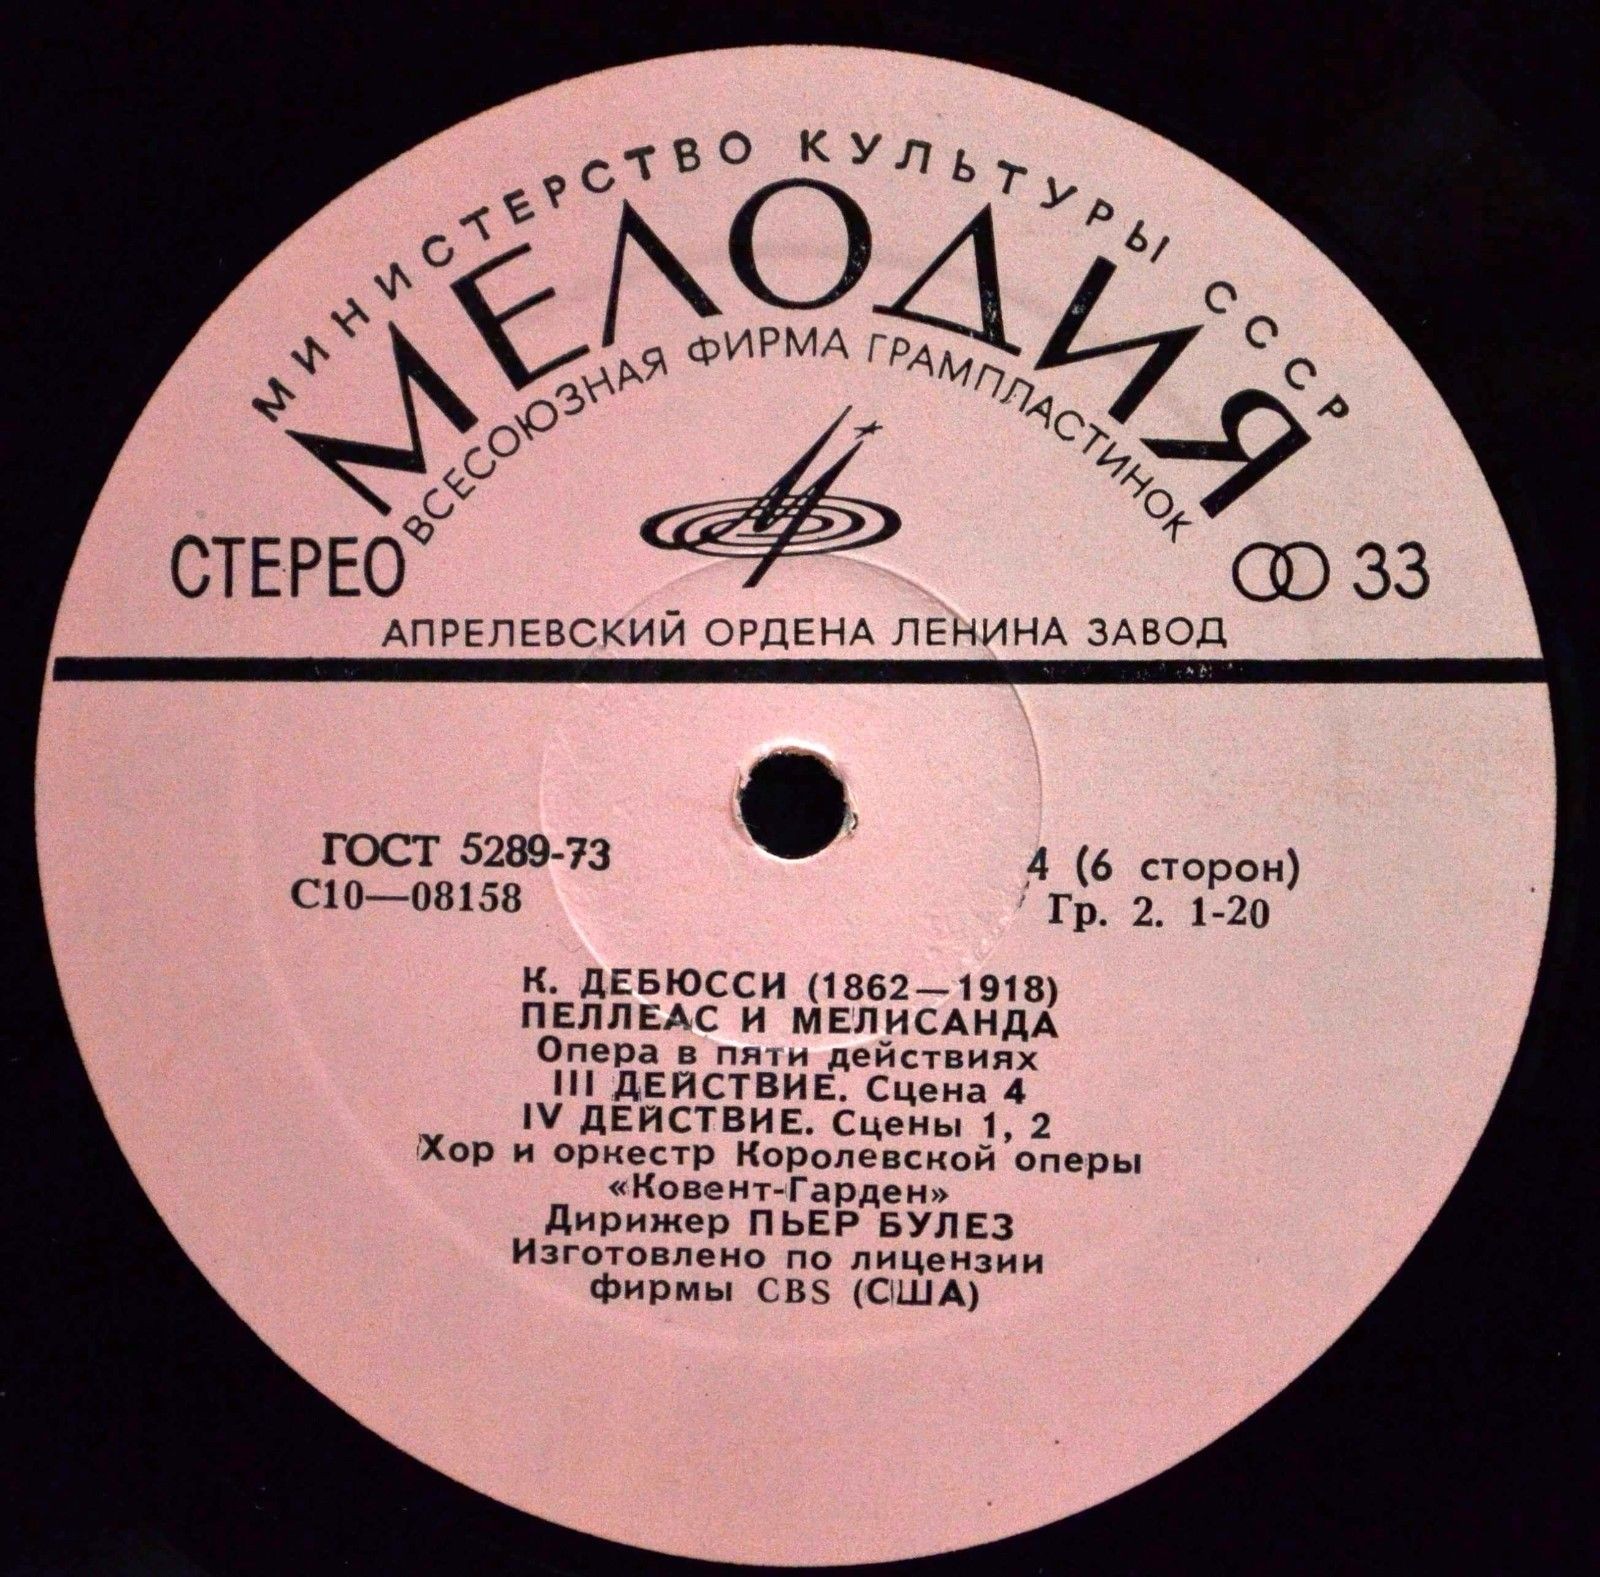 МИНИСТЕРСТВО КУЛЬТУРЫ СССР
МЕЛОДИЯ
ВСЕСОЮЗНАЯ ФИРМА ГРАМПЛАСТИНОК
СТЕРЕО
33
АПРЕЛЕВСКИЙ ОРДЕНА ЛЕНИНА ЗАВОД
ГОСТ 5289-73
С10—08158
4 (6 сторон)
Гр. 2. 1-20
К. ДЕБЮССИ (1862—1918)
ПЕЛЛЕАС И МЕЛИСАНДА
Опера в пяти действиях
III ДЕЙСТВИЕ. Сцена 4
IV ДЕЙСТВИЕ. Сцены 1, 2
Хор и оркестр Королевской оперы
«Ковент-Гарден»
Дирижер ПЬЕР БУЛЕЗ
Изготовлено по лицензии
фирмы CBS (США)